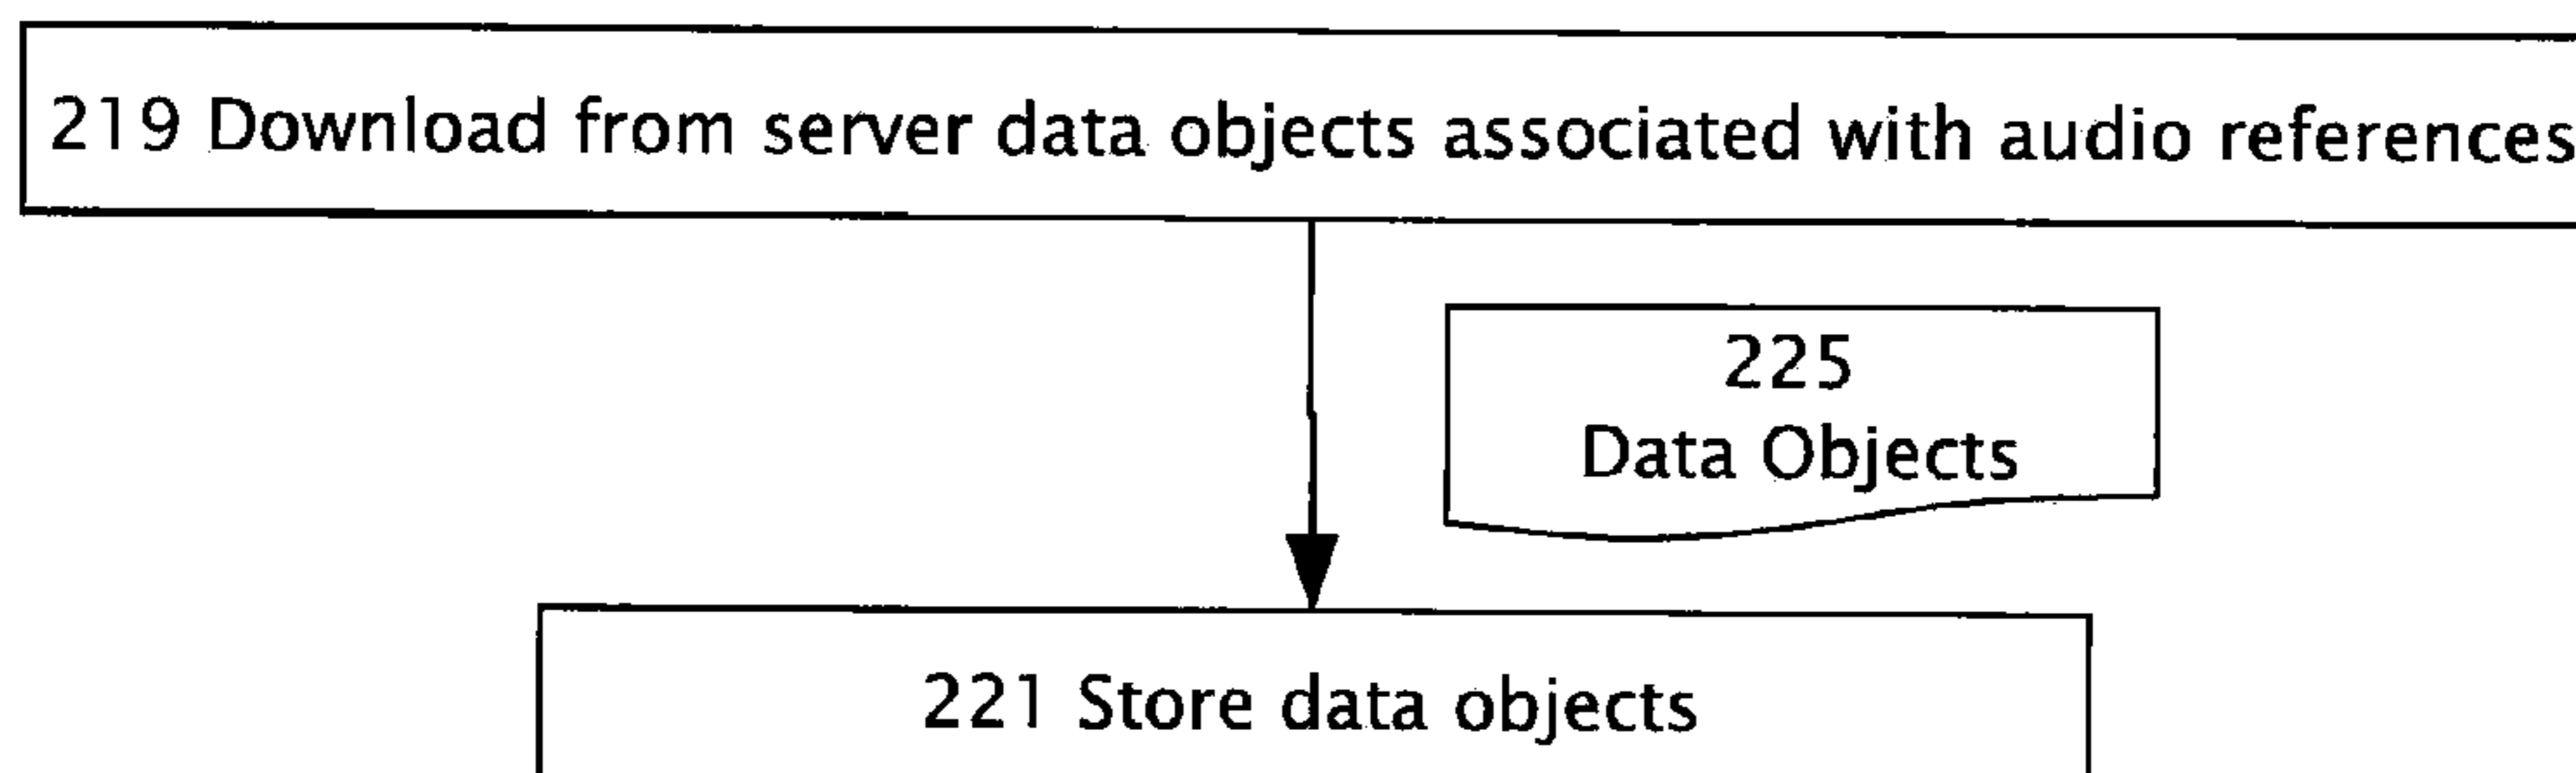 219 Download from server data objects associated with audio references
225
Data Objects
221 Store data objects